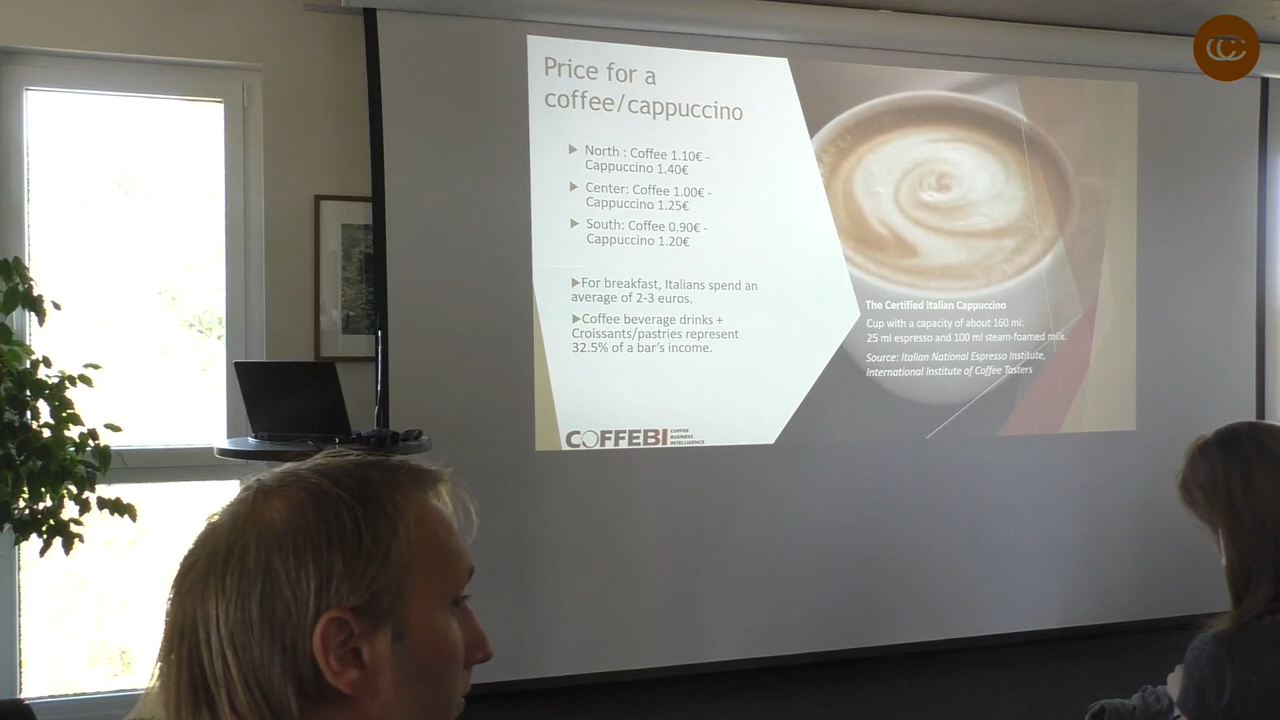 Price for a
coffee/cappuccino
▶ North : Coffee 1.10€ -
Cappuccino 1.40€
▶ Center: Coffee 1.00€ -
Cappuccino 1.25€
▶ South: Coffee 0.90€ -
Cappuccino 1.20€
▶For breakfast, Italians spend an
average of 2-3 euros.
▶Coffee beverage drinks +
Croissants/pastries represent
32.5% of a bar's income.
COFFEBI COFFEE
BUSINESS
INTELLIGENCE
The Certified Italian Cappuccino
Cup with a capacity of about 160 ml:
25 ml espresso and 100 ml steam-foamed milk.
Source: Italian National Espresso Institute,
International Institute of Coffee Tasters